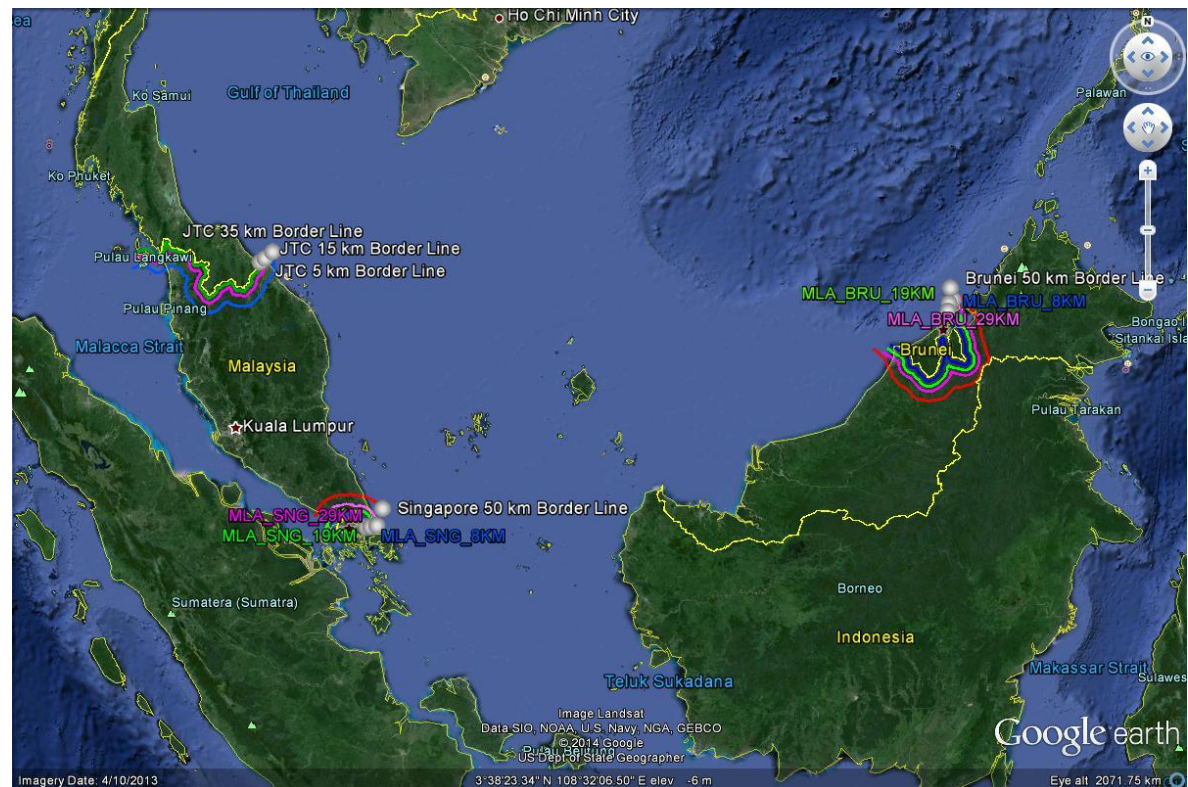 Ho Chi Minh City
N
Palawan
Ko Samui
Gulf of Thailand
Ko Phuket
JTC 35 km Border Line
JTC 15 km Border Line
Pulau Langkawi
JTC 5 km Border Line
Brunei 50 km Border Line
MLA_BRU_19KM
MLA_BRU_8KM
Pulau Pinang
MLA_BRU_29KM
Sitankai Isla
Malacca Strait
Brunei
Malaysia
Pulau Tarakan
Kuala Lumpur
Singapore 50 km Border Line
MLA_SNG_29KM
MLA_SNG_19KM
MLA_SNG_8KM
Borneo
Sumatera (Sumatra)
Indonesia
Makassar Strait
Sulawes
Teluk Sukadana
Image Landsat
Data SIO, NOAA, U.S. Navy, NGA, GEBCO
© 2014 Google
Pulau Belitung
US Dept of State Geographer
Google earth
Imagery Date: 4/10/2013
3°38'23.34" N 108°32'06.50" E elev -6 m
Eye alt 2071.75 km